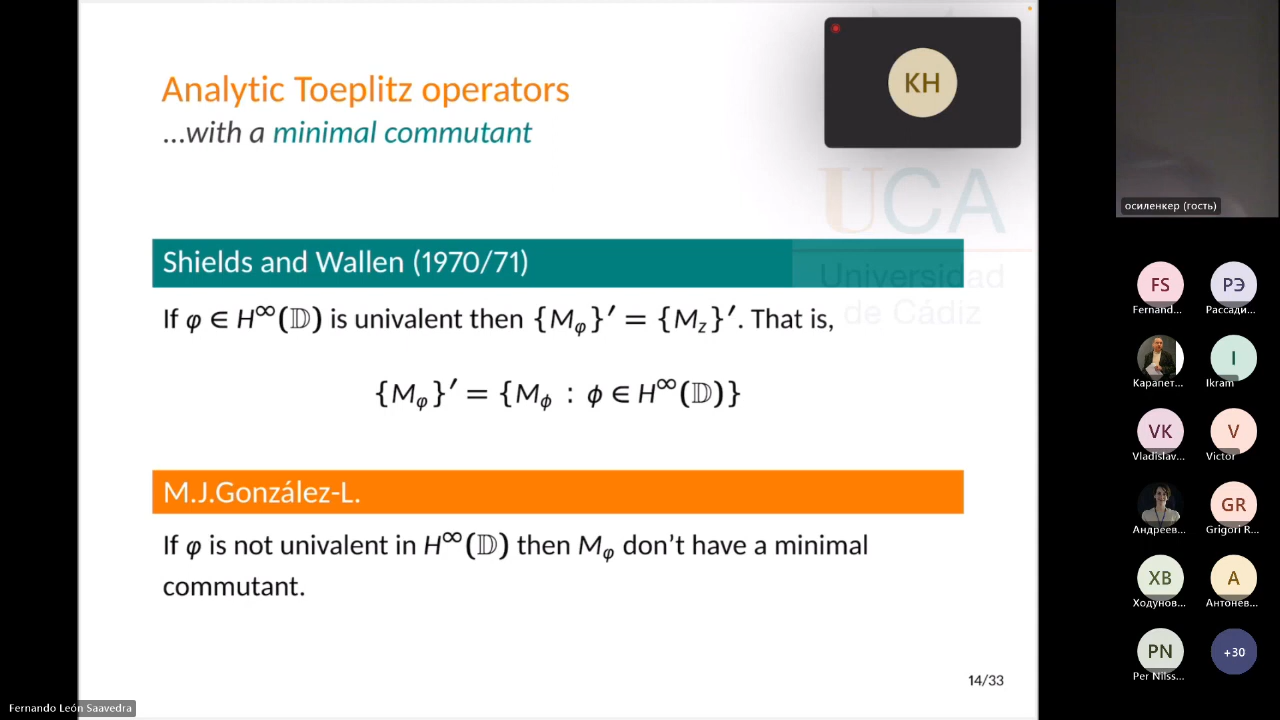 Analytic Toeplitz operators
...with a minimal commutant
KH
UCA
Universidad
de Cádiz
Shields and Wallen (1970/71)
If φ ∈ H^∞(𝔻) is univalent then {M_φ}′ = {M_z}′. That is,
{M_φ}′ = {M_ϕ : ϕ ∈ H^∞(𝔻)}
M.J.González-L.
If φ is not univalent in H^∞(𝔻) then M_φ don't have a minimal
commutant.
14/33
Fernando León Saavedra
осиленкер (гость)
FS
РЭ
Fernand...
Рассади...
I
Карапет...
Ikram
VK
V
Vladislav...
Victor
GR
Андреев...
Grigori R...
ХВ
А
Ходунов...
Антонев...
PN
+30
Per Nilss...